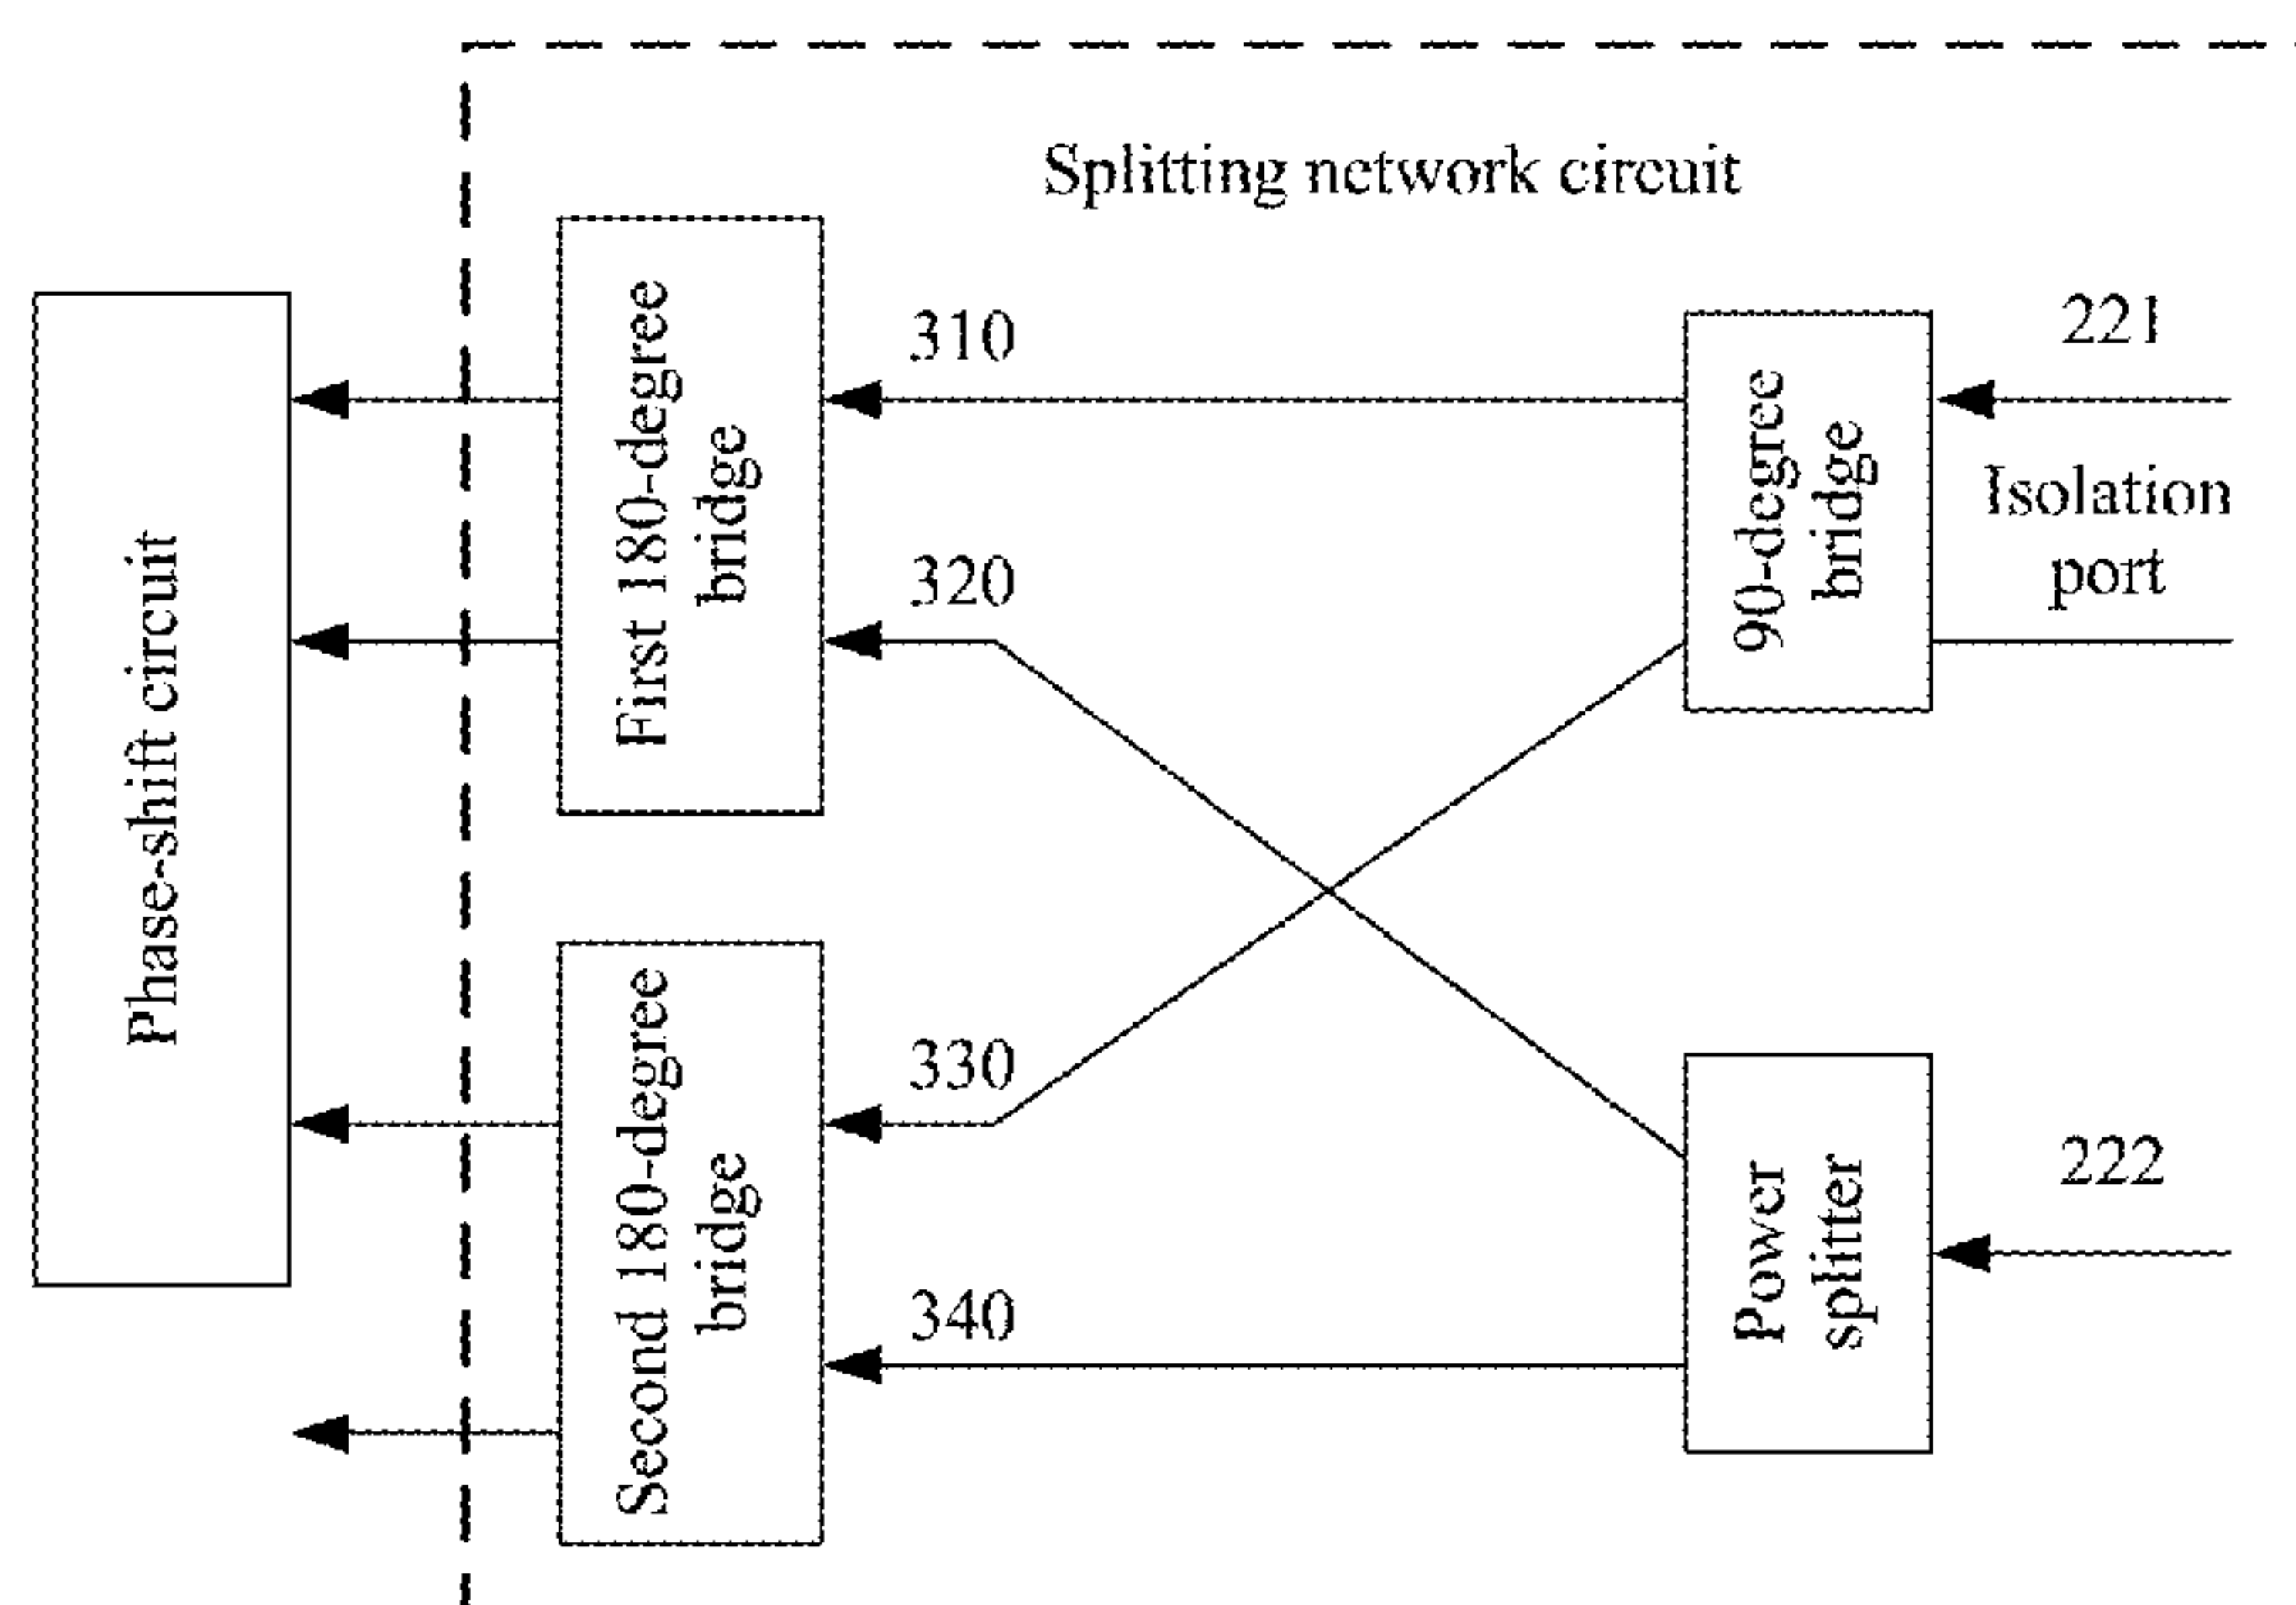 Splitting network circuit
Phase-shift circuit
First 180-degree
bridge
310
320
90-degree
bridge
221
Isolation
port
Second 180-degree
bridge
330
340
Power
splitter
222